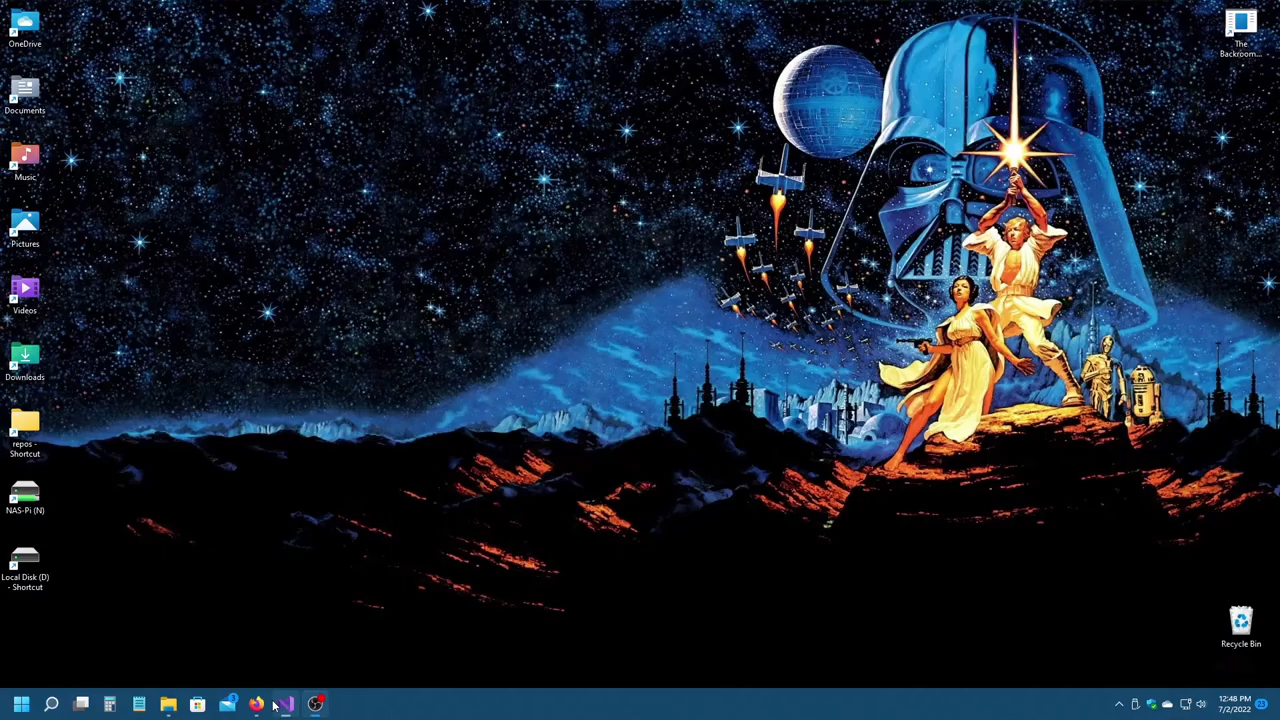 OneDrive
Documents
Music
Pictures
Videos
Downloads
repos -
Shortcut
NAS-Pi (N)
Local Disk (D)
- Shortcut
The
Backroom...
Recycle Bin
12:48 PM
7/2/2022